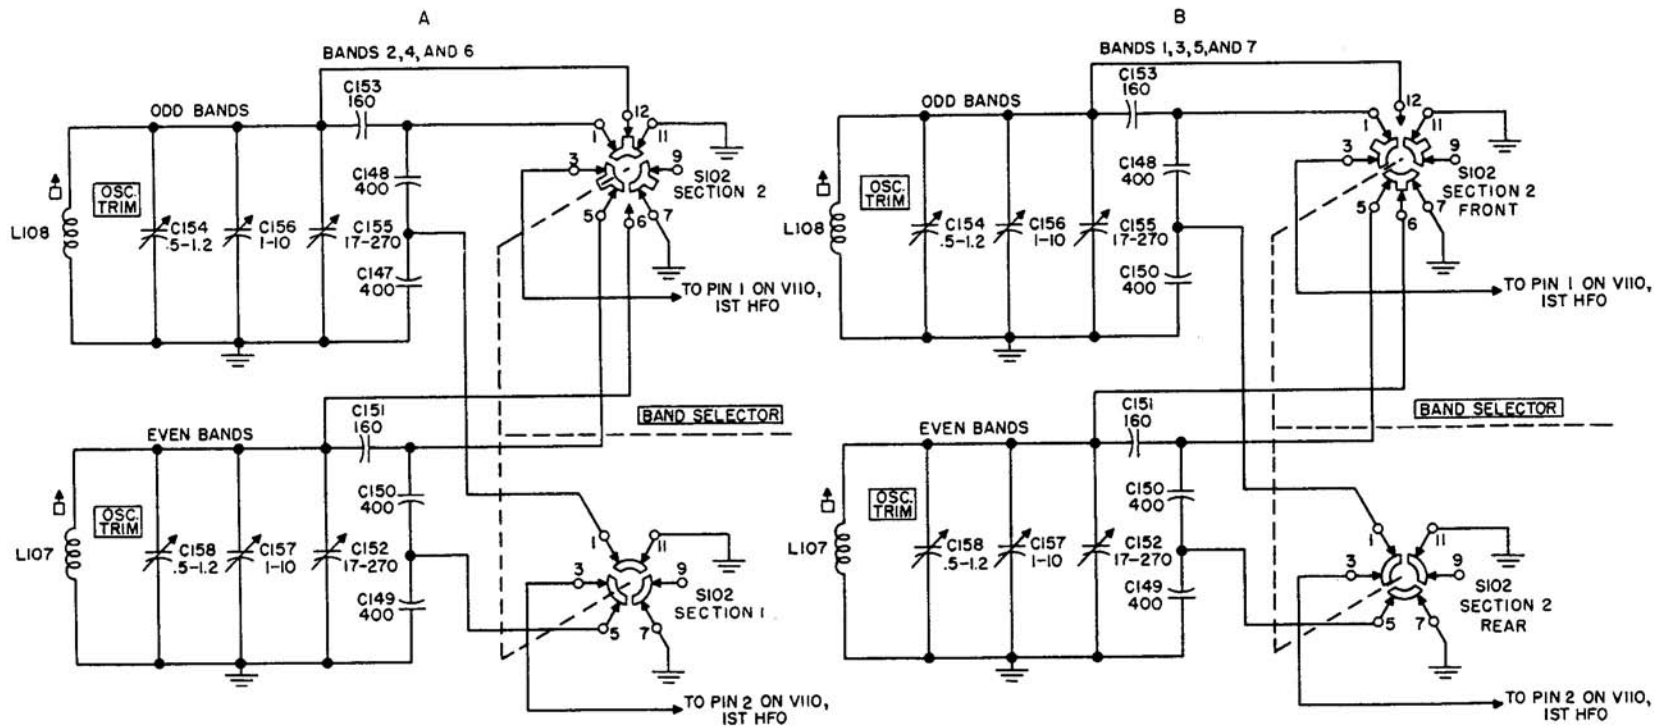 A
BANDS 2, 4, AND 6
C153
160
ODD BANDS
12
1
11
3
9
C148
400
S102
SECTION 2
OSC.
TRIM
5
6
7
L108
C154
.5-1.2
C156
1-10
C155
17-270
C147
400
TO PIN 1 ON V110,
1ST HFO
C151
160
BAND SELECTOR
EVEN BANDS
C150
400
OSC.
TRIM
1
11
L107
C158
.5-1.2
C157
1-10
C152
17-270
3
9
C149
400
S102
SECTION 1
5
7
TO PIN 2 ON V110,
1ST HFO
B
BANDS 1, 3, 5, AND 7
C153
160
ODD BANDS
12
1
11
3
9
C148
400
S102
SECTION 2
FRONT
OSC.
TRIM
5
6
7
L108
C154
.5-1.2
C156
1-10
C155
17-270
C150
400
TO PIN 1 ON V110,
1ST HFO
C151
160
BAND SELECTOR
EVEN BANDS
C150
400
OSC.
TRIM
1
11
L107
C158
.5-1.2
C157
1-10
C152
17-270
3
9
C149
400
S102
SECTION 2
REAR
5
7
TO PIN 2 ON V110,
1ST HFO